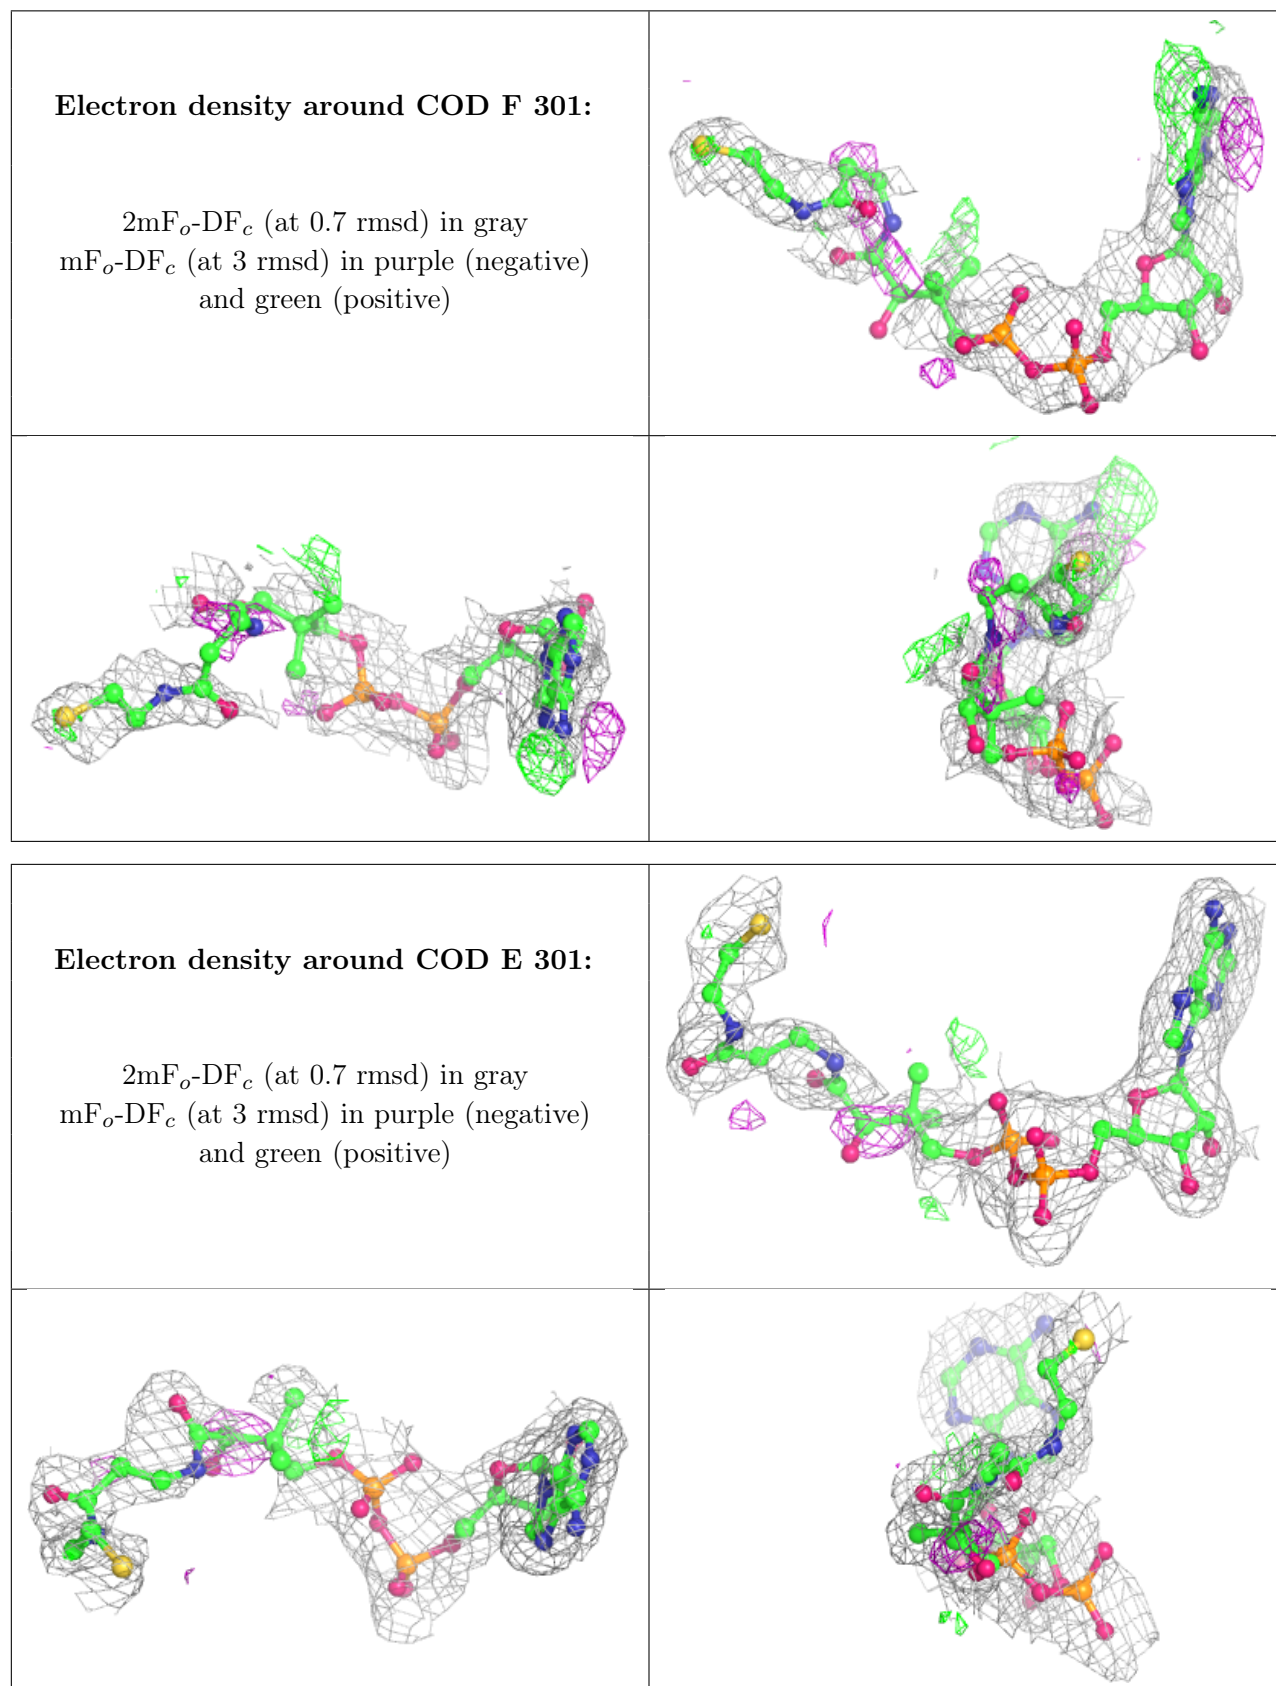 Electron density around COD F 301:
2mFo-DFc (at 0.7 rmsd) in gray
mFo-DFc (at 3 rmsd) in purple (negative)
and green (positive)
Electron density around COD E 301:
2mFo-DFc (at 0.7 rmsd) in gray
mFo-DFc (at 3 rmsd) in purple (negative)
and green (positive)